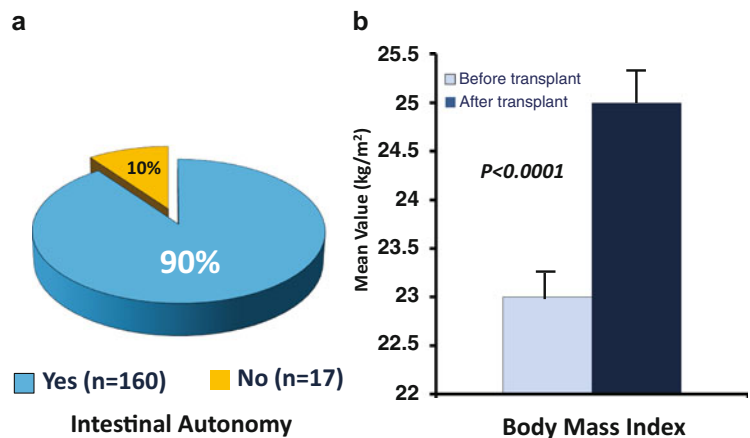 a
10%
90%
Yes (n=160) No (n=17)
Intestinal Autonomy
b
25.5
25
24.5
24
23.5
23
22.5
22
Mean Value (kg/m²)
Before transplant
After transplant
P<0.0001
Body Mass Index